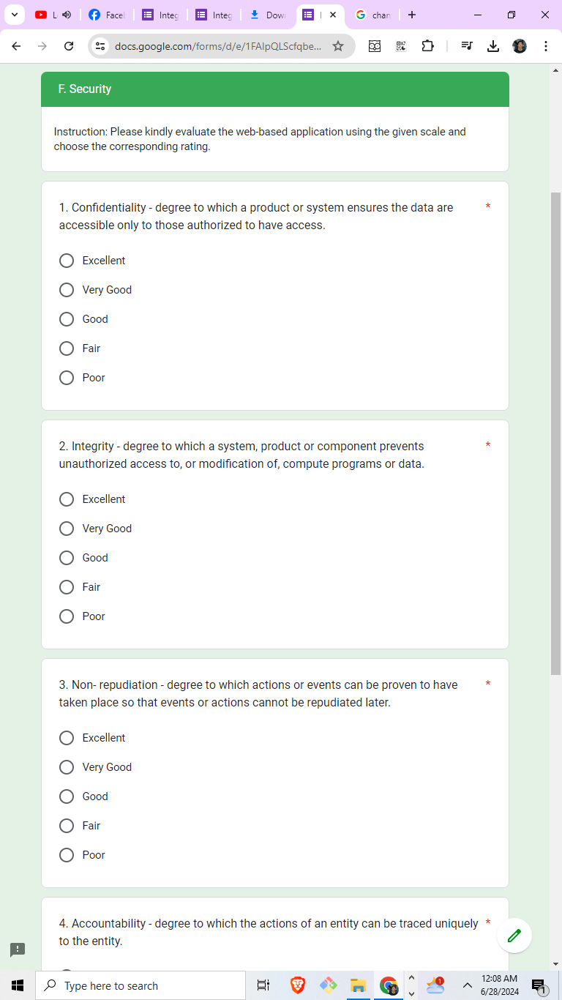 L
Face
Integ
Integ
Dow
chan
docs.google.com/forms/d/e/1FAIpQLScfqbe...
F. Security
Instruction: Please kindly evaluate the web-based application using the given scale and
choose the corresponding rating.
1. Confidentiality - degree to which a product or system ensures the data are *
accessible only to those authorized to have access.
Excellent
Very Good
Good
Fair
Poor
2. Integrity - degree to which a system, product or component prevents *
unauthorized access to, or modification of, compute programs or data.
Excellent
Very Good
Good
Fair
Poor
3. Non- repudiation - degree to which actions or events can be proven to have *
taken place so that events or actions cannot be repudiated later.
Excellent
Very Good
Good
Fair
Poor
4. Accountability - degree to which the actions of an entity can be traced uniquely *
to the entity.
Type here to search
1
12:08 AM
6/28/2024
1